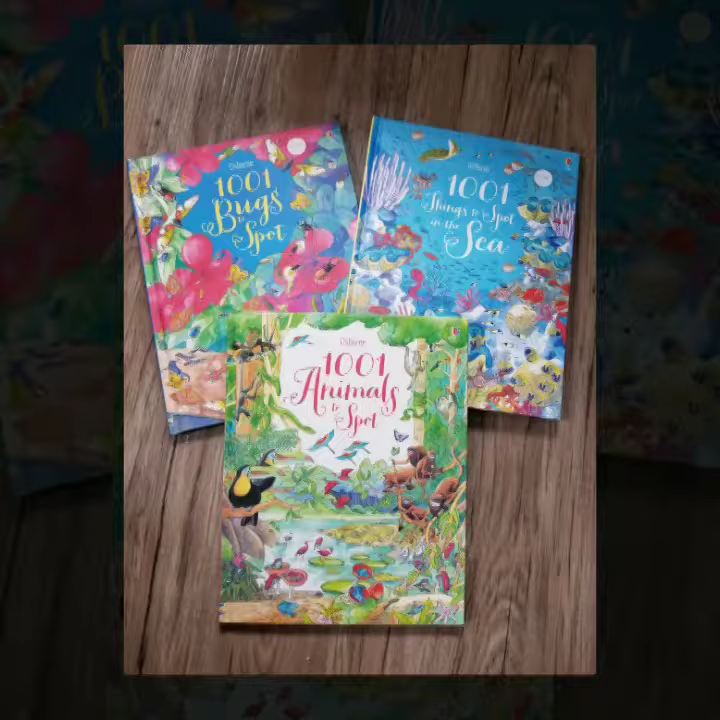 Usborne
1001
Bugs
to
Spot
Usborne
1001
Things to Spot
in the
Sea
Usborne
1001
Animals
to
Spot